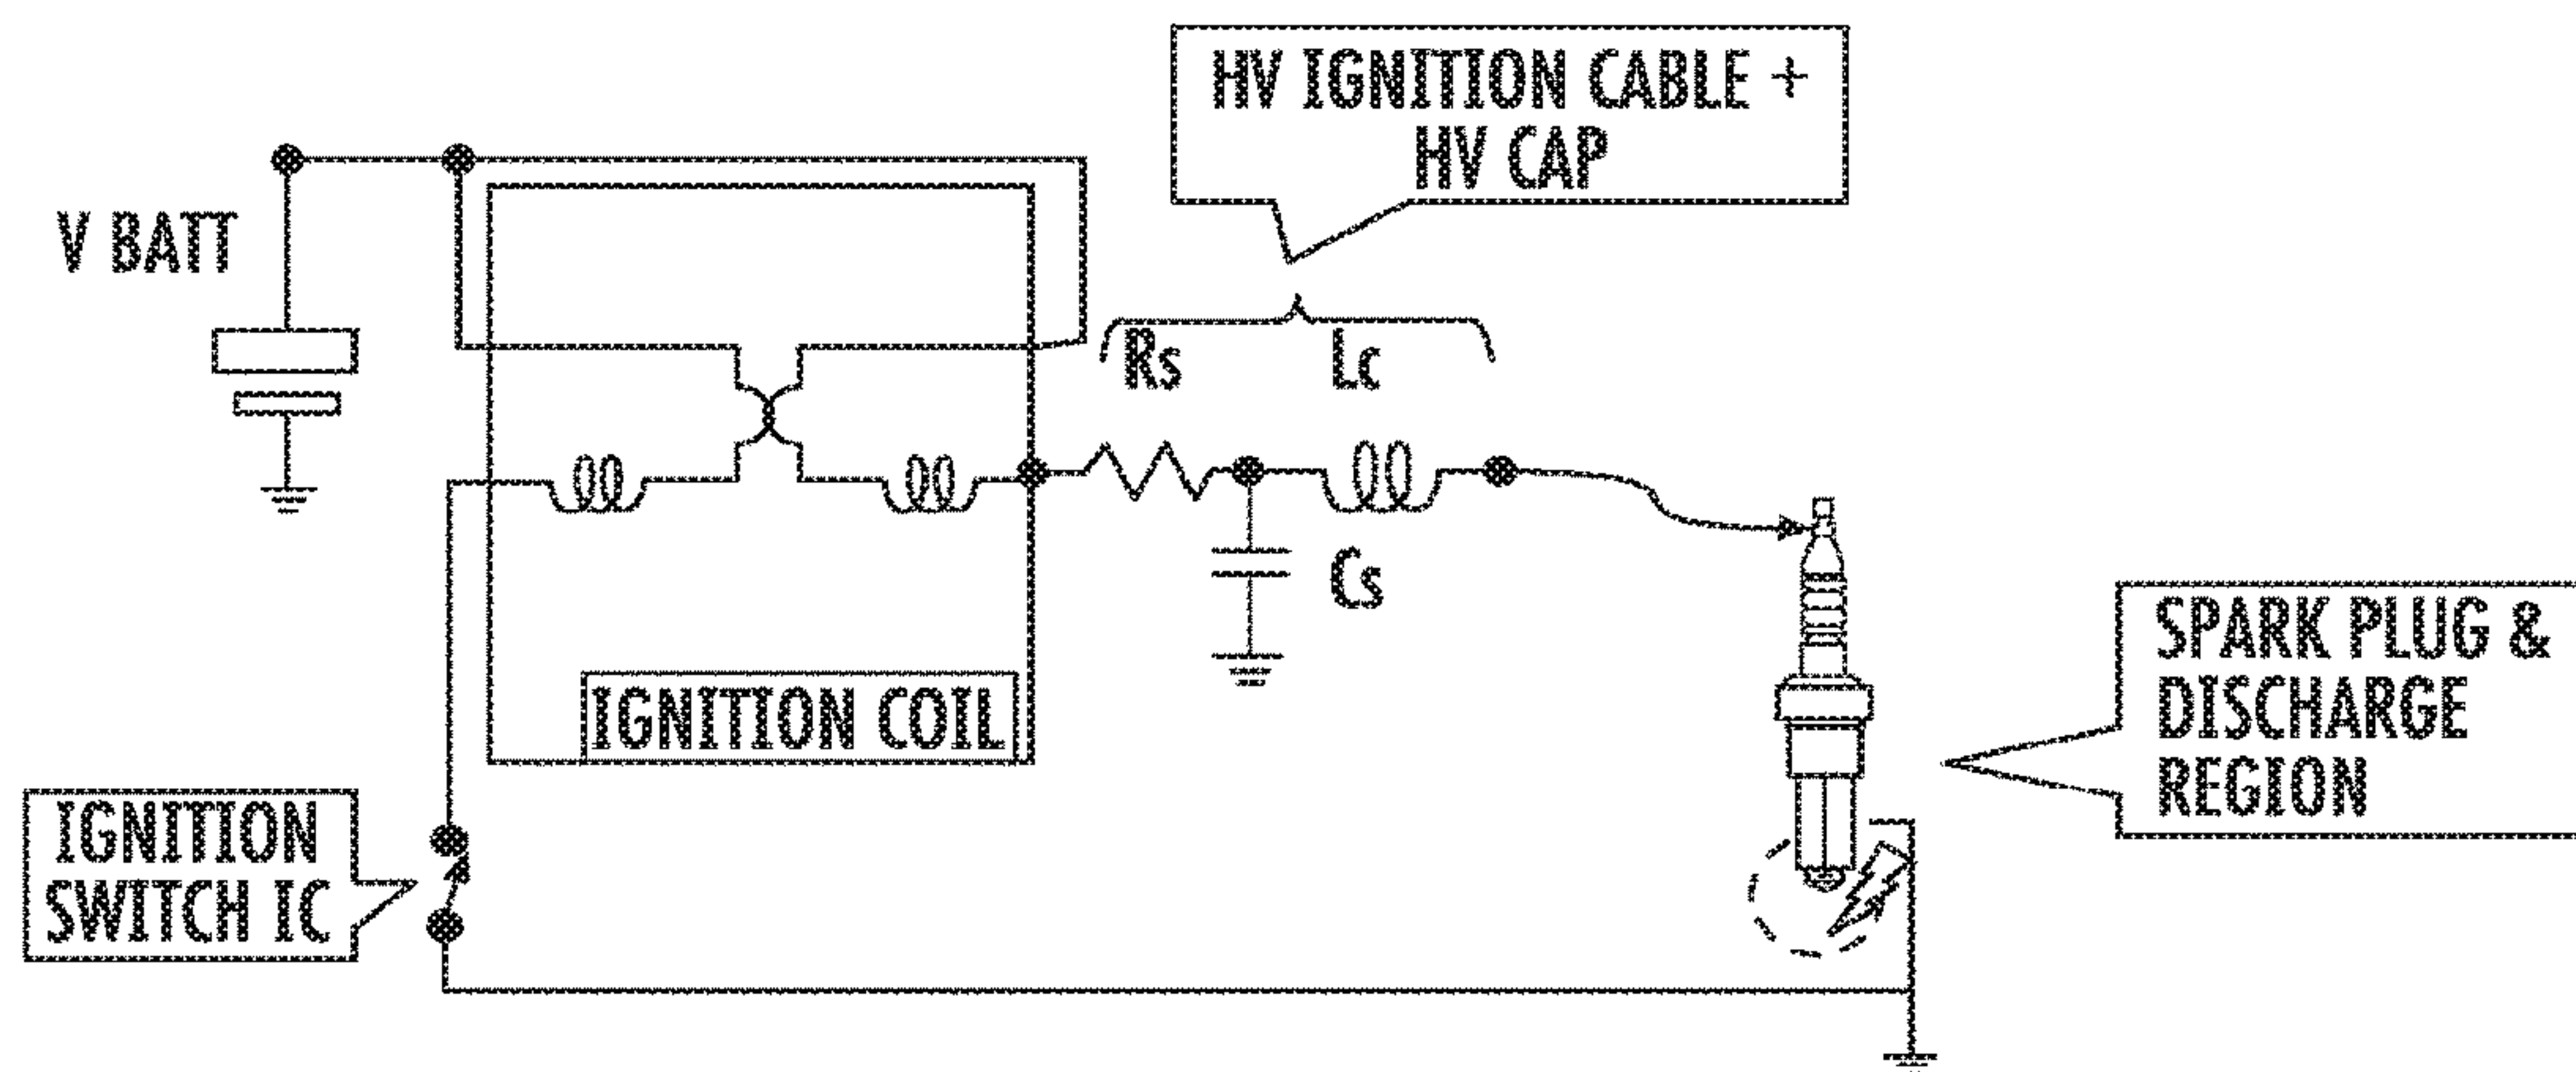 HV IGNITION CABLE +
HV CAP
V BATT
Rs
Lc
Cs
IGNITION COIL
SPARK PLUG &
DISCHARGE
REGION
IGNITION
SWITCH IC